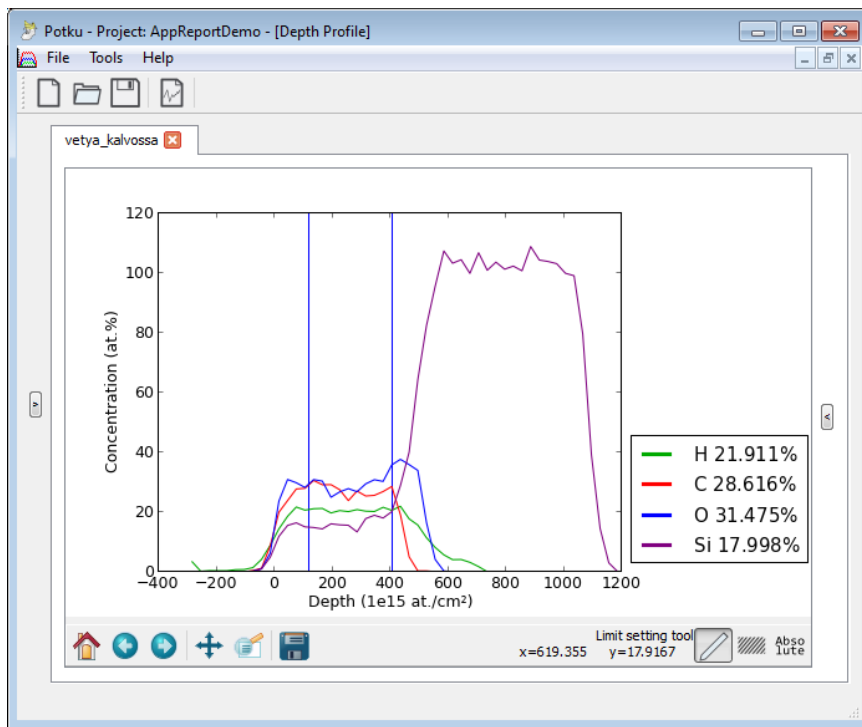 Potku - Project: AppReportDemo - [Depth Profile]
File Tools Help
vetya_kalvossa
120
100
80
60
40
20
0
Concentration (at.%)
−400 −200 0 200 400 600 800 1000 1200
Depth (1e15 at./cm²)
H 21.911%
C 28.616%
O 31.475%
Si 17.998%
Limit setting tool
x=619.355 y=17.9167
Abso
lute